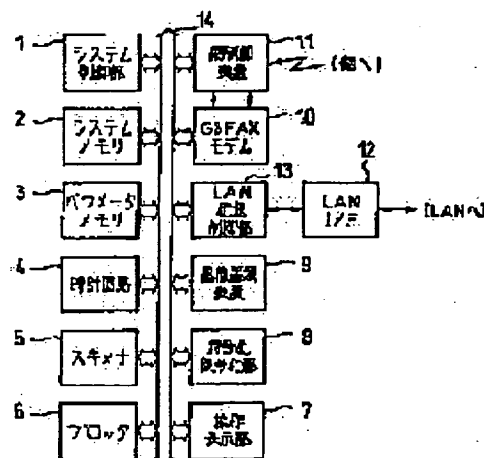 14
1
システム
制御部
11
網制御
装置
(網へ)
2
システム
メモリ
10
G3FAX
モデム
3
パラメータ
メモリ
13
LAN
伝送
制御部
12
LAN
I/F
(LANへ)
4
時計回路
9
画像蓄積
装置
5
スキャナ
8
符号化
復号化部
6
プロッタ
7
操作
表示部